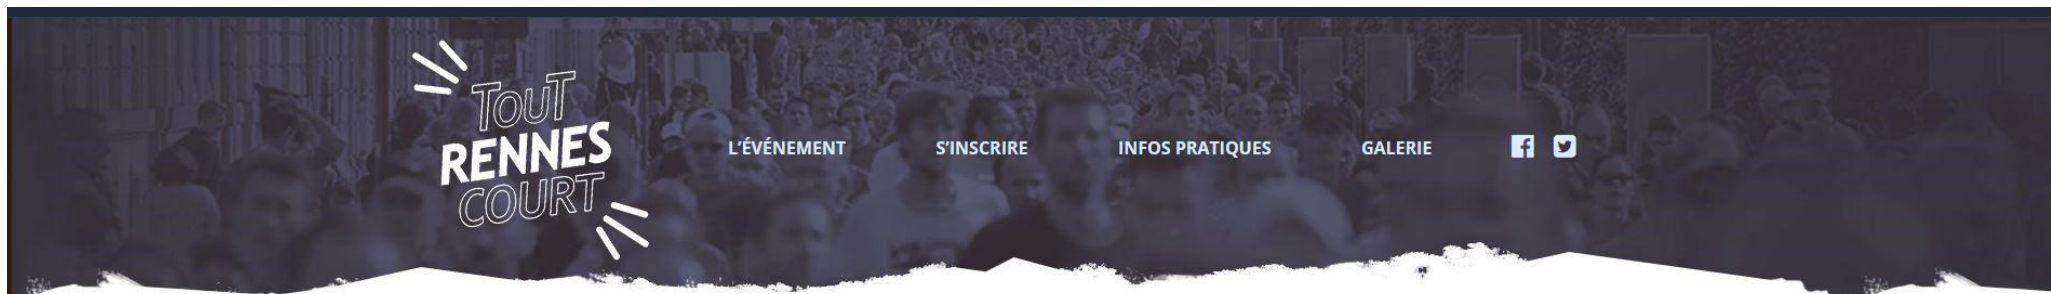 TOUT
RENNES
COURT
L'ÉVÉNEMENT
S'INSCRIRE
INFOS PRATIQUES
GALERIE